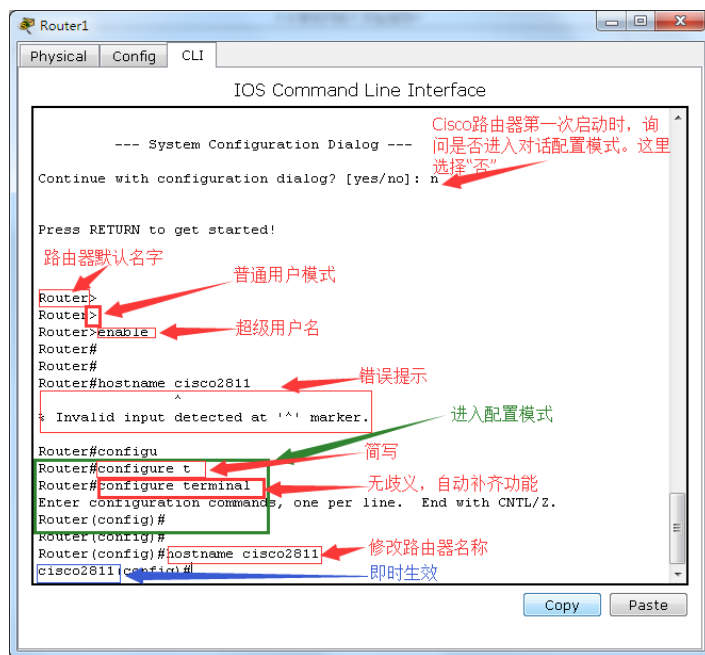 Router1
Physical Config CLI
IOS Command Line Interface
Cisco路由器第一次启动时，询
--- System Configuration Dialog ---
问是否进入对话配置模式。这里
选择“否”
Continue with configuration dialog? [yes/no]: n
Press RETURN to get started!
路由器默认名字
普通用户模式
Router>
Router>
Router>enable
超级用户名
Router#
Router#
Router#hostname cisco2811
错误提示
^
% Invalid input detected at '^' marker.
进入配置模式
Router#configu
简写
Router#configure t
Router#configure terminal
无歧义，自动补齐功能
Enter configuration commands, one per line. End with CNTL/Z.
Router(config)#
Router(config)#
Router(config)#hostname cisco2811
修改路由器名称
cisco2811(config)#
即时生效
Copy Paste